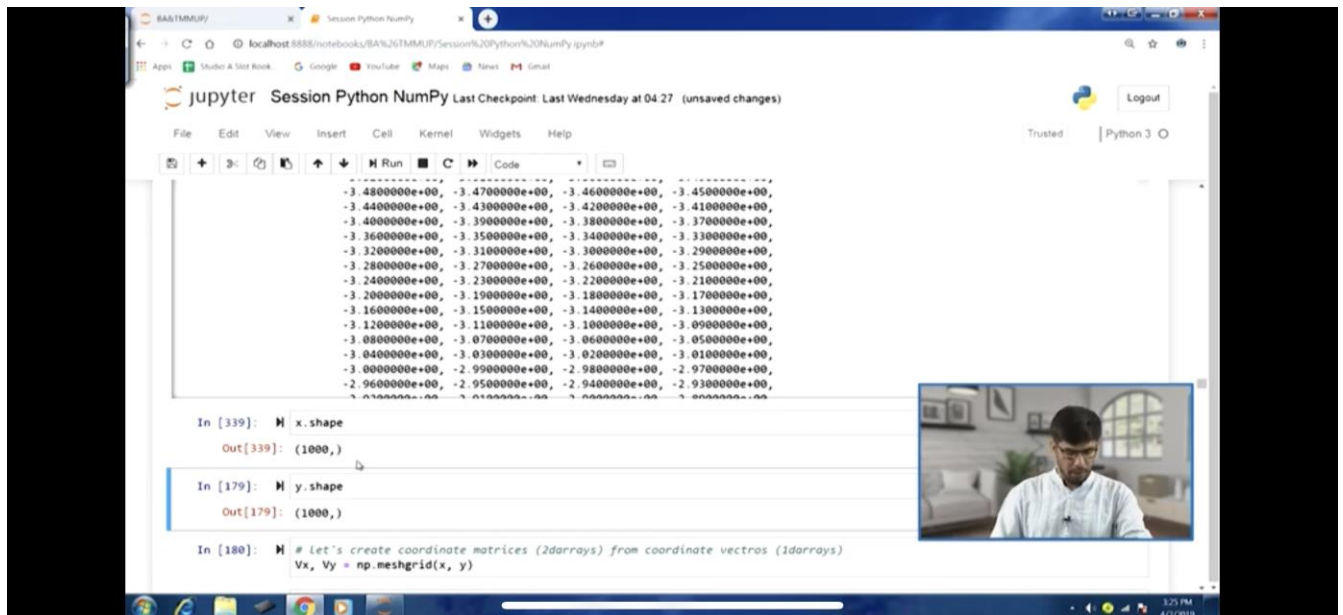 BA&TMMUP/
Session Python NumPy
localhost:8888/notebooks/BA%26TMMUP/Session%20Python%20NumPy.ipynb#
Apps Studio A Slot Book... Google YouTube Maps News Gmail
jupyter Session Python NumPy Last Checkpoint: Last Wednesday at 04:27 (unsaved changes)
Logout
File Edit View Insert Cell Kernel Widgets Help
Trusted Python 3
Run Code
-3.4800000e+00, -3.4700000e+00, -3.4600000e+00, -3.4500000e+00,
-3.4400000e+00, -3.4300000e+00, -3.4200000e+00, -3.4100000e+00,
-3.4000000e+00, -3.3900000e+00, -3.3800000e+00, -3.3700000e+00,
-3.3600000e+00, -3.3500000e+00, -3.3400000e+00, -3.3300000e+00,
-3.3200000e+00, -3.3100000e+00, -3.3000000e+00, -3.2900000e+00,
-3.2800000e+00, -3.2700000e+00, -3.2600000e+00, -3.2500000e+00,
-3.2400000e+00, -3.2300000e+00, -3.2200000e+00, -3.2100000e+00,
-3.2000000e+00, -3.1900000e+00, -3.1800000e+00, -3.1700000e+00,
-3.1600000e+00, -3.1500000e+00, -3.1400000e+00, -3.1300000e+00,
-3.1200000e+00, -3.1100000e+00, -3.1000000e+00, -3.0900000e+00,
-3.0800000e+00, -3.0700000e+00, -3.0600000e+00, -3.0500000e+00,
-3.0400000e+00, -3.0300000e+00, -3.0200000e+00, -3.0100000e+00,
-3.0000000e+00, -2.9900000e+00, -2.9800000e+00, -2.9700000e+00,
-2.9600000e+00, -2.9500000e+00, -2.9400000e+00, -2.9300000e+00,
In [339]: x.shape
Out[339]: (1000,)
In [179]: y.shape
Out[179]: (1000,)
In [180]: # Let's create coordinate matrices (2darrays) from coordinate vectros (1darrays)
Vx, Vy = np.meshgrid(x, y)
3:25 PM